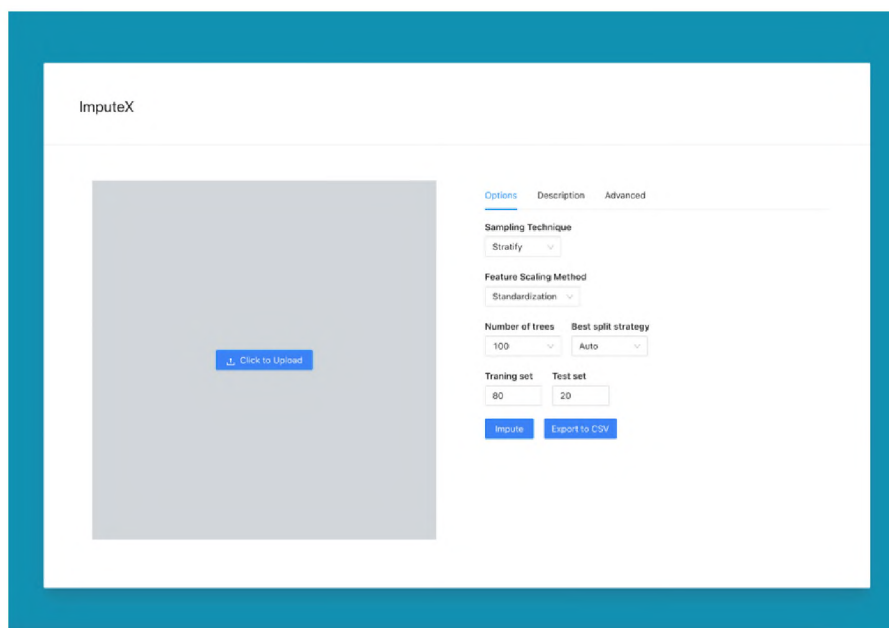 ImputeX
Click to Upload
Options Description Advanced
Sampling Technique
Stratify
Feature Scaling Method
Standardization
Number of trees Best split strategy
100 Auto
Traning set Test set
80 20
Impute Export to CSV